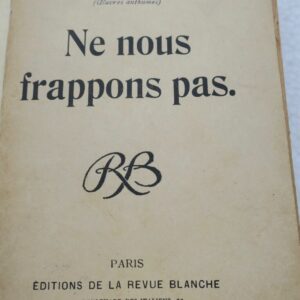 (Œuvres anthumes)
Ne nous
frappons pas.
RB
PARIS
ÉDITIONS DE LA REVUE BLANCHE